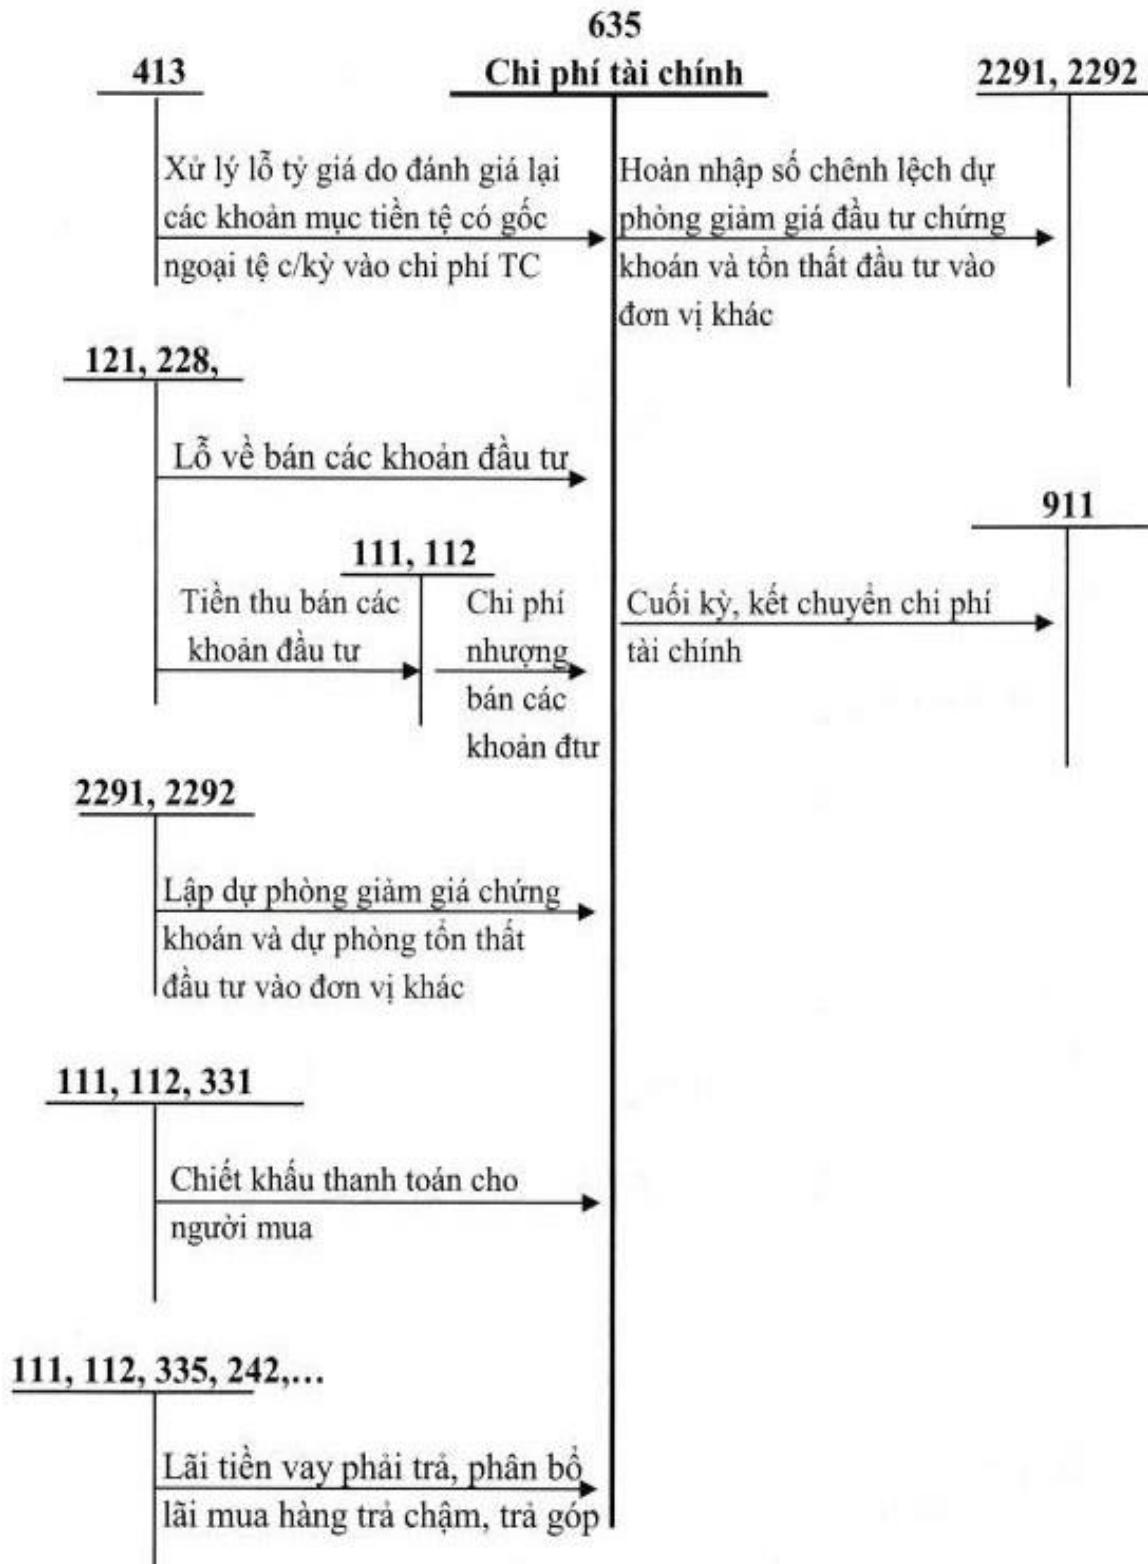 635
Chi phí tài chính
413
2291, 2292
Xử lý lỗ tỷ giá do đánh giá lại
các khoản mục tiền tệ có gốc
ngoại tệ c/kỳ vào chi phí TC
Hoàn nhập số chênh lệch dự
phòng giảm giá đầu tư chứng
khoán và tổn thất đầu tư vào
đơn vị khác
121, 228,
Lỗ về bán các khoản đầu tư
911
111, 112
Tiền thu bán các
khoản đầu tư
Chi phí
nhượng
bán các
khoản đtư
Cuối kỳ, kết chuyển chi phí
tài chính
2291, 2292
Lập dự phòng giảm giá chứng
khoán và dự phòng tổn thất
đầu tư vào đơn vị khác
111, 112, 331
Chiết khấu thanh toán cho
người mua
111, 112, 335, 242,...
Lãi tiền vay phải trả, phân bổ
lãi mua hàng trả chậm, trả góp